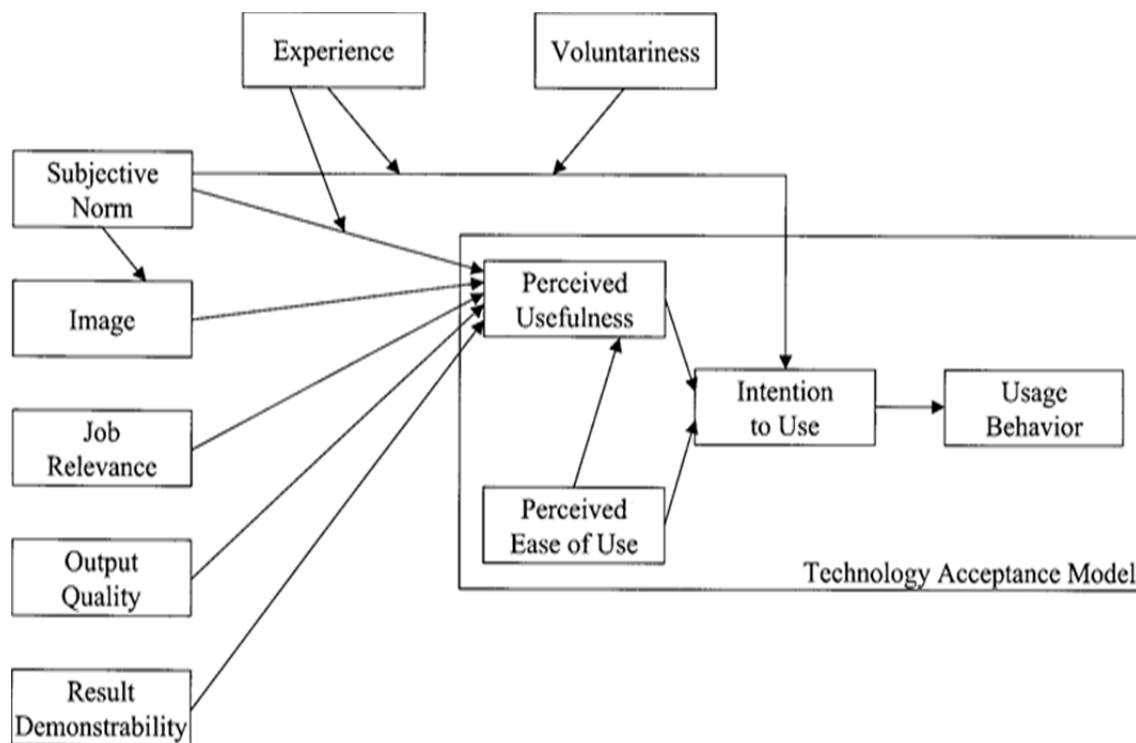 Experience
Voluntariness
Subjective
Norm
Image
Job
Relevance
Output
Quality
Result
Demonstrability
Perceived
Usefulness
Perceived
Ease of Use
Intention
to Use
Usage
Behavior
Technology Acceptance Model